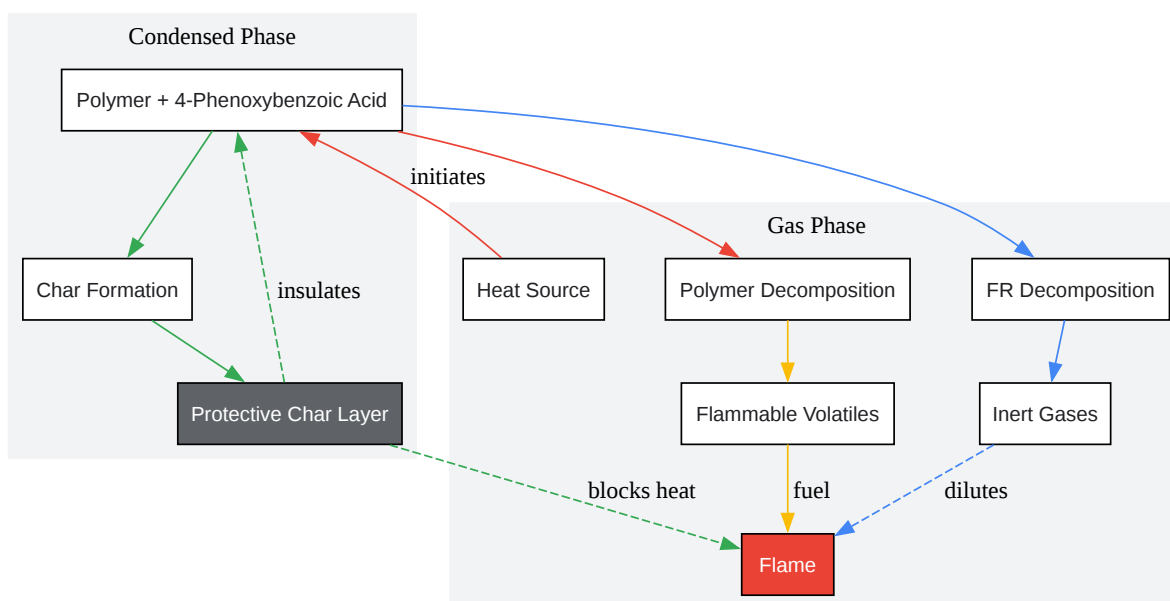 Condensed Phase
Polymer + 4-Phenoxybenzoic Acid
initiates
Gas Phase
Char Formation
insulates
Heat Source
Polymer Decomposition
FR Decomposition
Protective Char Layer
Flammable Volatiles
Inert Gases
blocks heat
fuel
dilutes
Flame